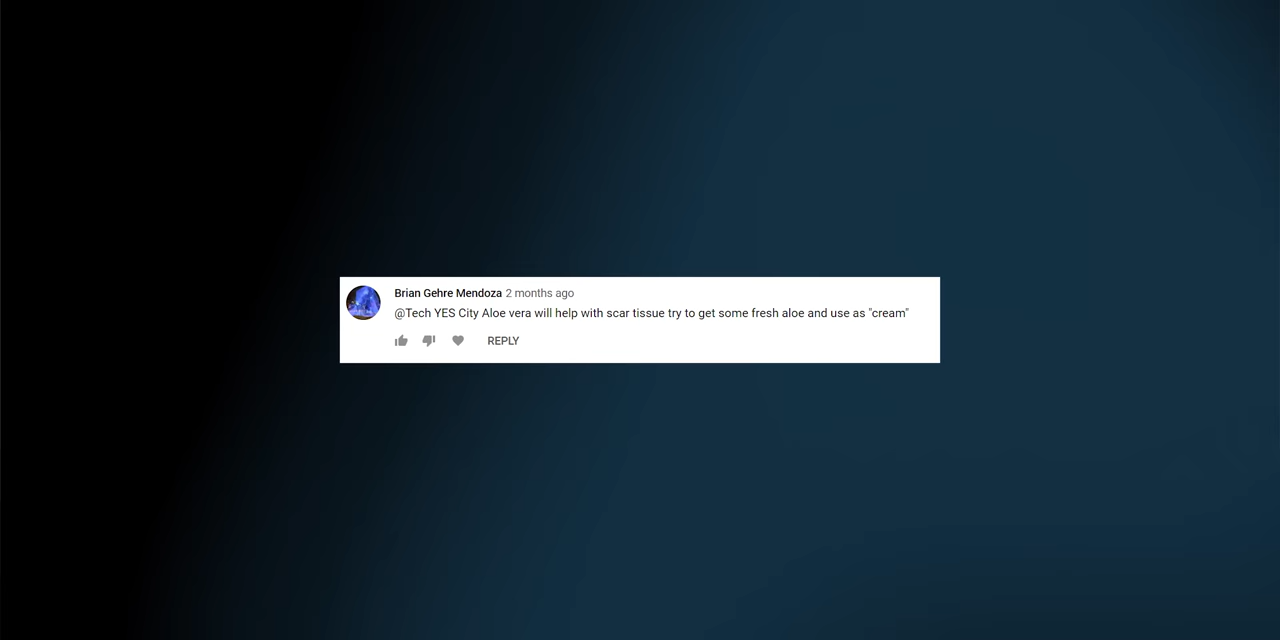 Brian Gehre Mendoza 2 months ago
@Tech YES City Aloe vera will help with scar tissue try to get some fresh aloe and use as "cream"
REPLY